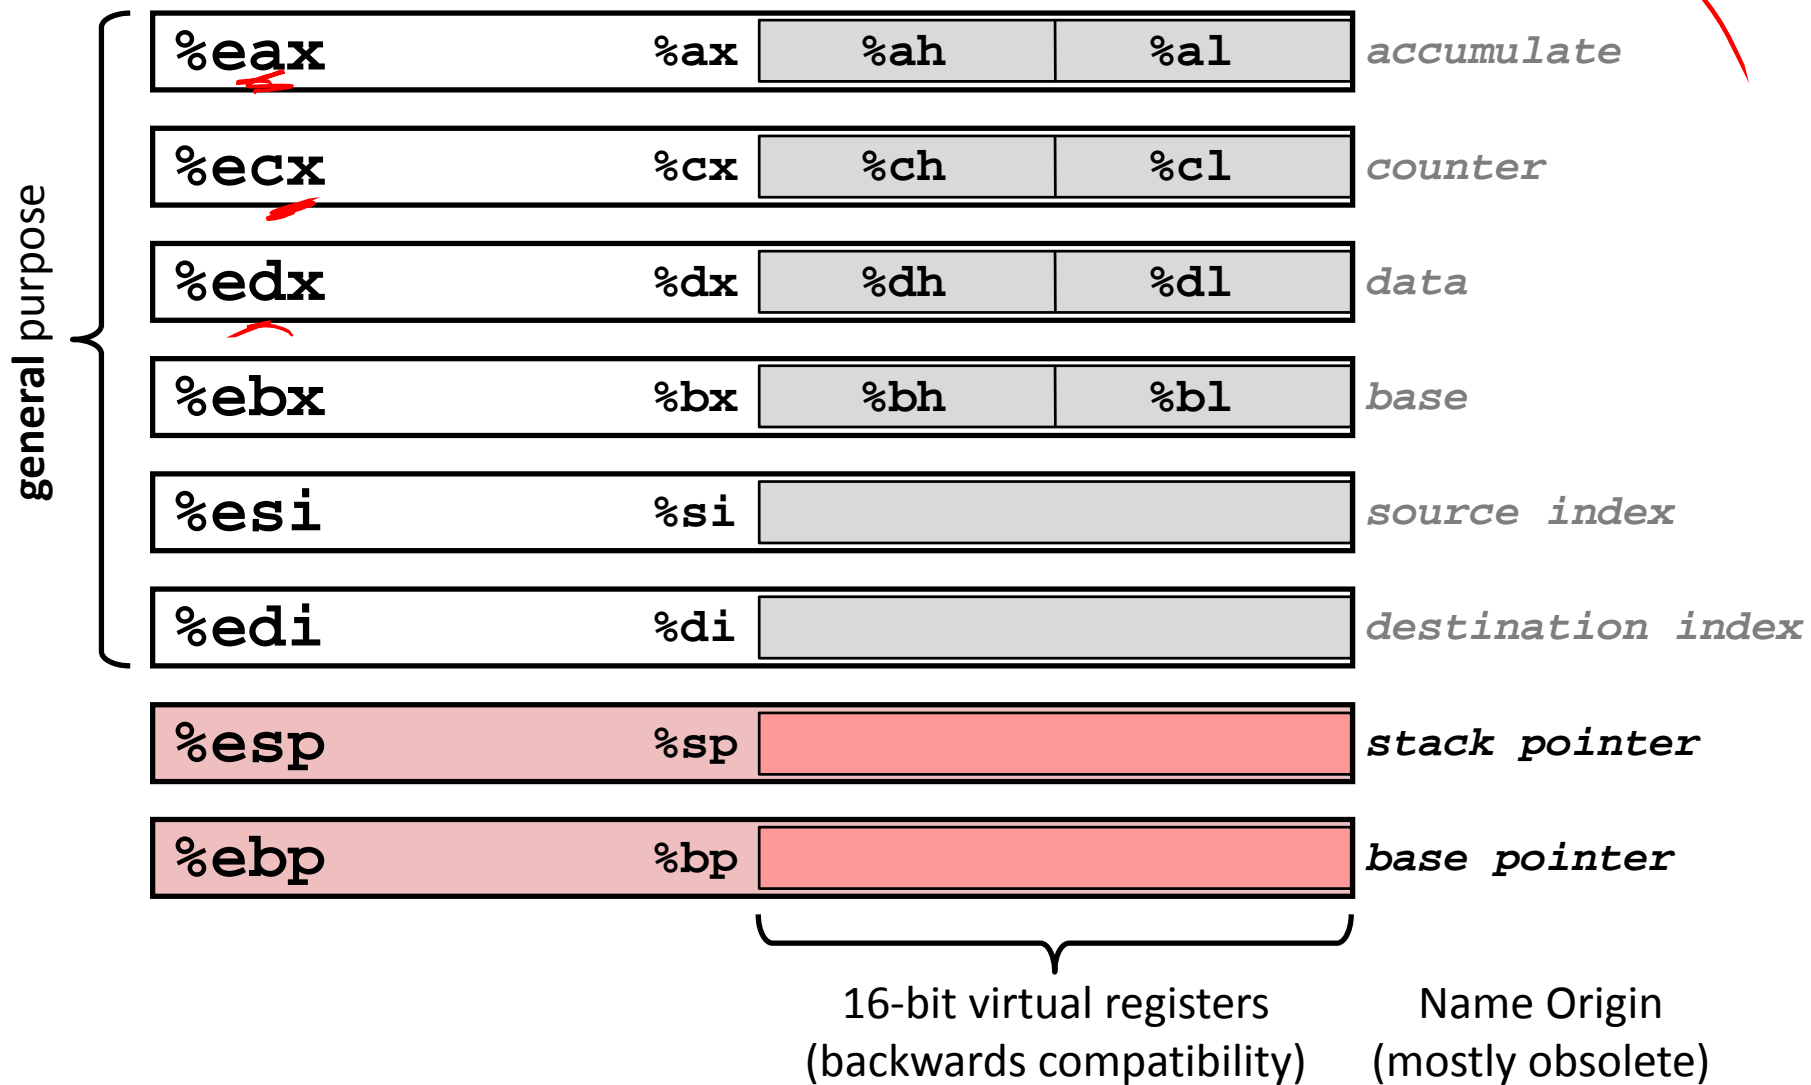 general purpose
%eax %ax %ah %al accumulate
%ecx %cx %ch %cl counter
%edx %dx %dh %dl data
%ebx %bx %bh %bl base
%esi %si source index
%edi %di destination index
%esp %sp stack pointer
%ebp %bp base pointer
16-bit virtual registers
(backwards compatibility)
Name Origin
(mostly obsolete)